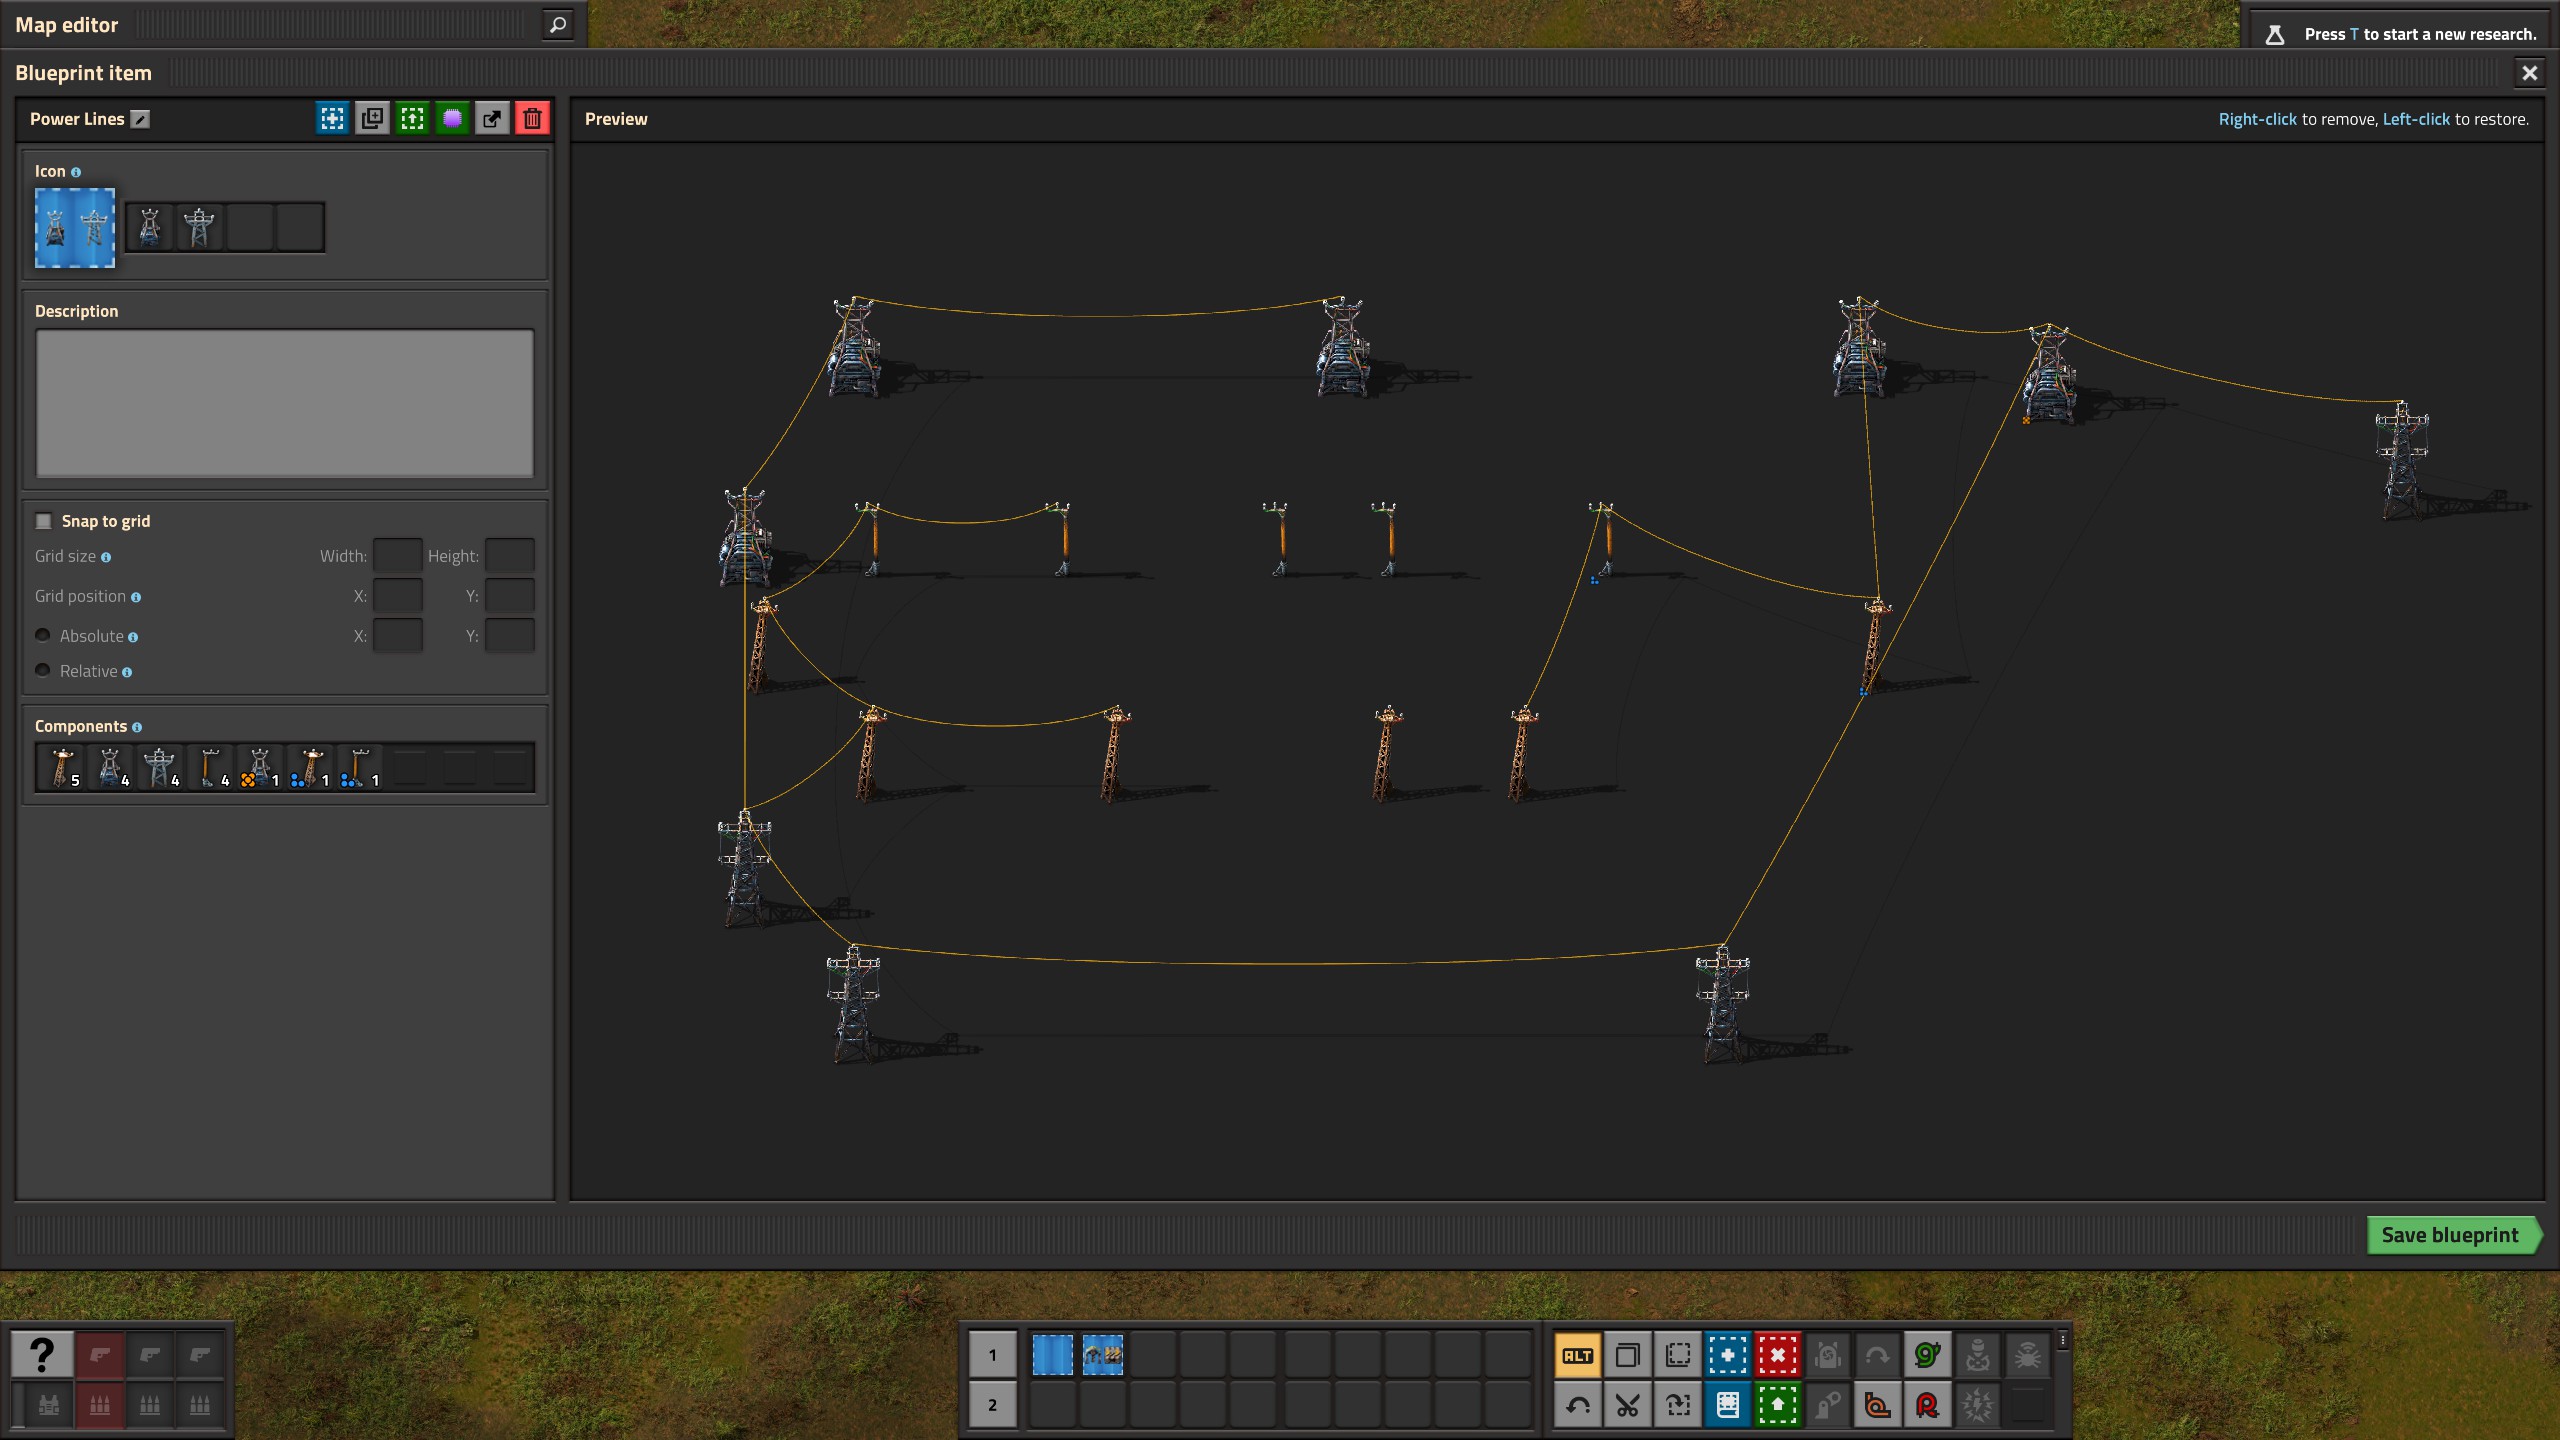 Map editor
Press T to start a new research.
Blueprint item
Power Lines
Preview
Right-click to remove, Left-click to restore.
Icon
Description
Snap to grid
Grid size Width: Height:
Grid position X: Y:
Absolute X: Y:
Relative
Components
5 4 4 4 1 1 1
Save blueprint
?
1
ALT
2